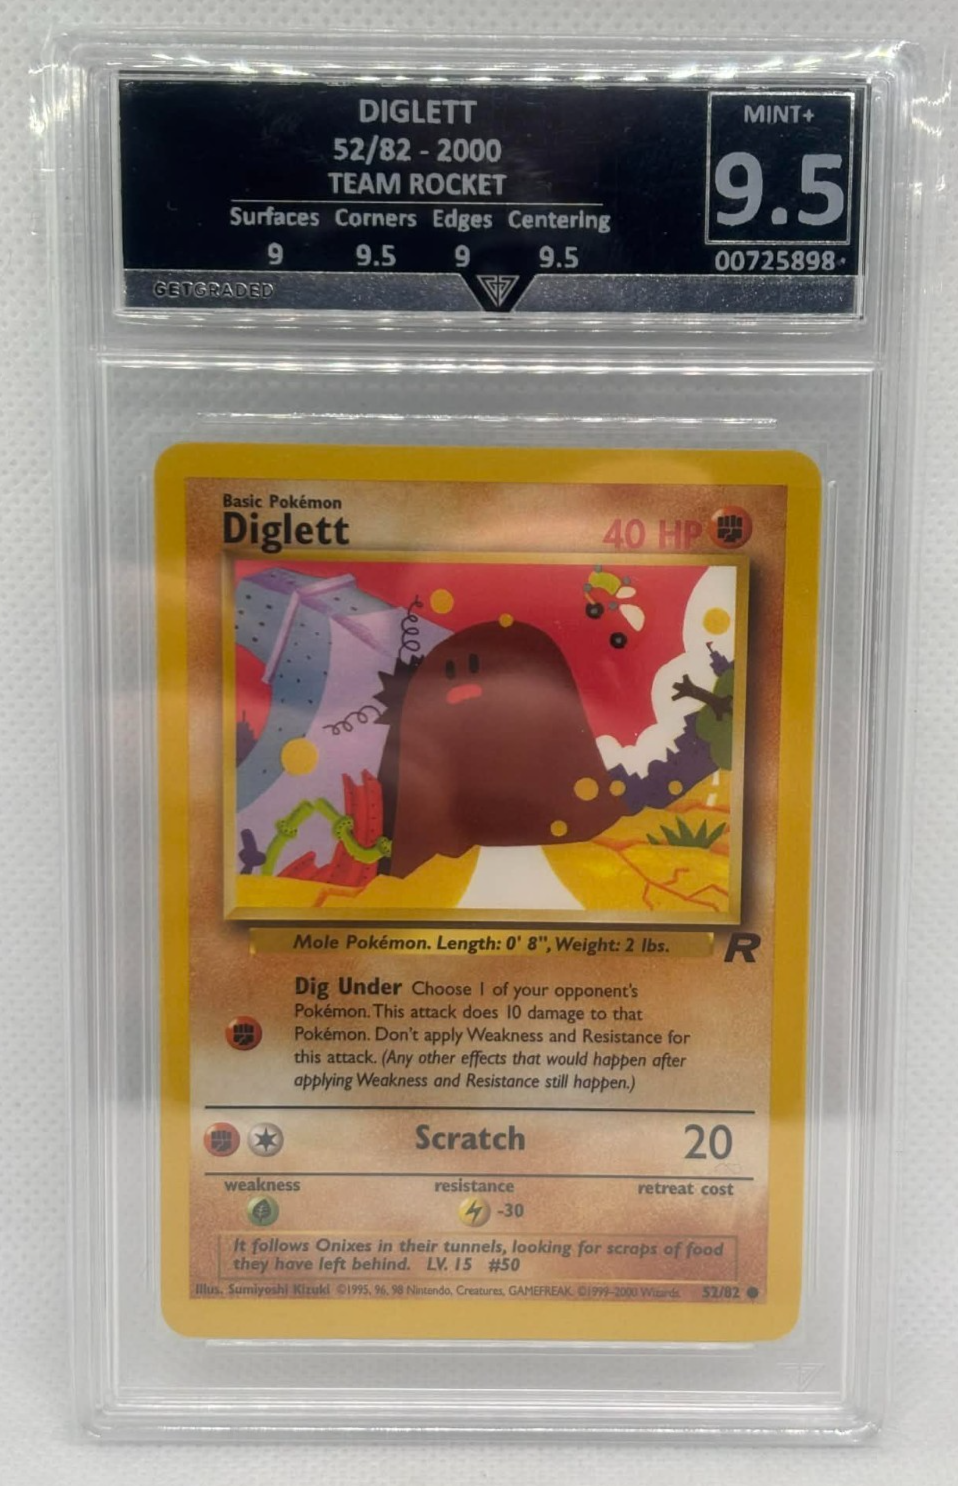 DIGLETT
52/82 - 2000
TEAM ROCKET
Surfaces Corners Edges Centering
9 9.5 9 9.5
MINT+
9.5
00725898
GETGRADED
Basic Pokémon
Diglett
40 HP
Mole Pokémon. Length: 0' 8", Weight: 2 lbs.
R
Dig Under Choose 1 of your opponent's
Pokémon. This attack does 10 damage to that
Pokémon. Don't apply Weakness and Resistance for
this attack. (Any other effects that would happen after
applying Weakness and Resistance still happen.)
Scratch 20
weakness resistance retreat cost
-30
It follows Onixes in their tunnels, looking for scraps of food
they have left behind. LV. 15 #50
Illus. Sumiyoshi Kizuki ©1995, 96, 98 Nintendo, Creatures, GAMEFREAK. ©1999-2000 Wizards. 52/82